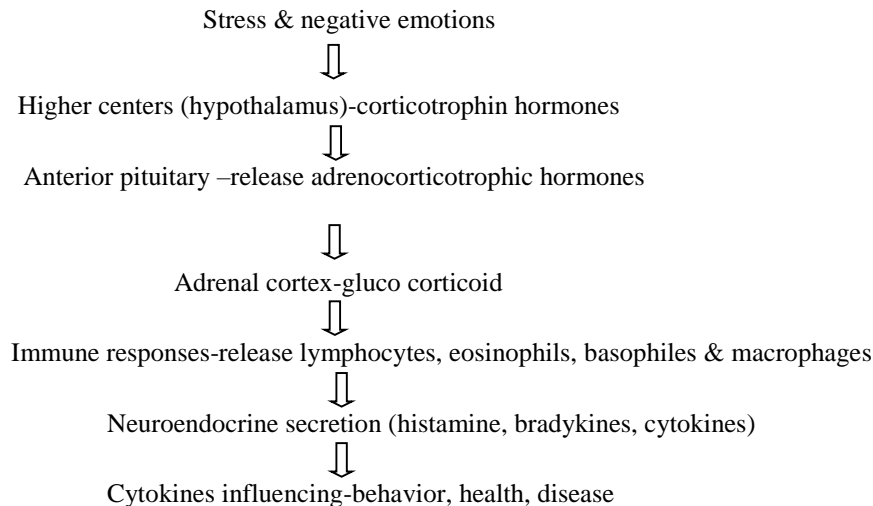 Stress & negative emotions
Higher centers (hypothalamus)-corticotrophin hormones
Anterior pituitary –release adrenocorticotrophic hormones
Adrenal cortex-gluco corticoid
Immune responses-release lymphocytes, eosinophils, basophiles & macrophages
Neuroendocrine secretion (histamine, bradykines, cytokines)
Cytokines influencing-behavior, health, disease